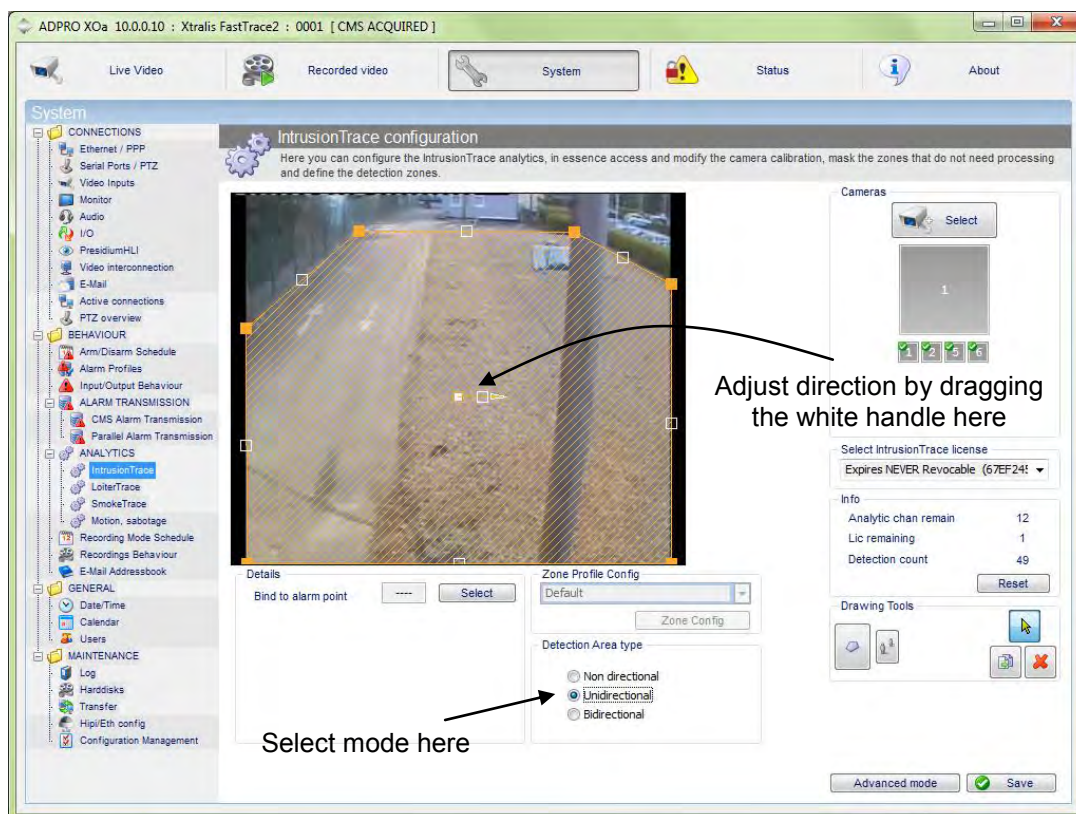 ADPRO XOa 10.0.0.10 : Xtralis FastTrace2 : 0001 [ CMS ACQUIRED ]
Live Video
Recorded video
System
Status
About
System
CONNECTIONS
Ethernet / PPP
Serial Ports / PTZ
Video Inputs
Monitor
Audio
I/O
PresidiumHLI
Video interconnection
E-Mail
Active connections
PTZ overview
BEHAVIOUR
Arm/Disarm Schedule
Alarm Profiles
Input/Output Behaviour
ALARM TRANSMISSION
CMS Alarm Transmission
Parallel Alarm Transmission
ANALYTICS
IntrusionTrace
LoiterTrace
SmokeTrace
Motion, sabotage
Recording Mode Schedule
Recordings Behaviour
E-Mail Addressbook
GENERAL
Date/Time
Calendar
Users
MAINTENANCE
Log
Harddisks
Transfer
Hipi/Eth config
Configuration Management
IntrusionTrace configuration
Here you can configure the IntrusionTrace analytics, in essence access and modify the camera calibration, mask the zones that do not need processing
and define the detection zones.
Cameras
Select
1
1 2 5 6
Adjust direction by dragging
the white handle here
Select IntrusionTrace license
Expires NEVER Revocable (67EF24
Info
Analytic chan remain 12
Lic remaining 1
Detection count 49
Reset
Drawing Tools
Details
Bind to alarm point ---- Select
Zone Profile Config
Default
Zone Config
Detection Area type
Non directional
Unidirectional
Bidirectional
Select mode here
Advanced mode
Save